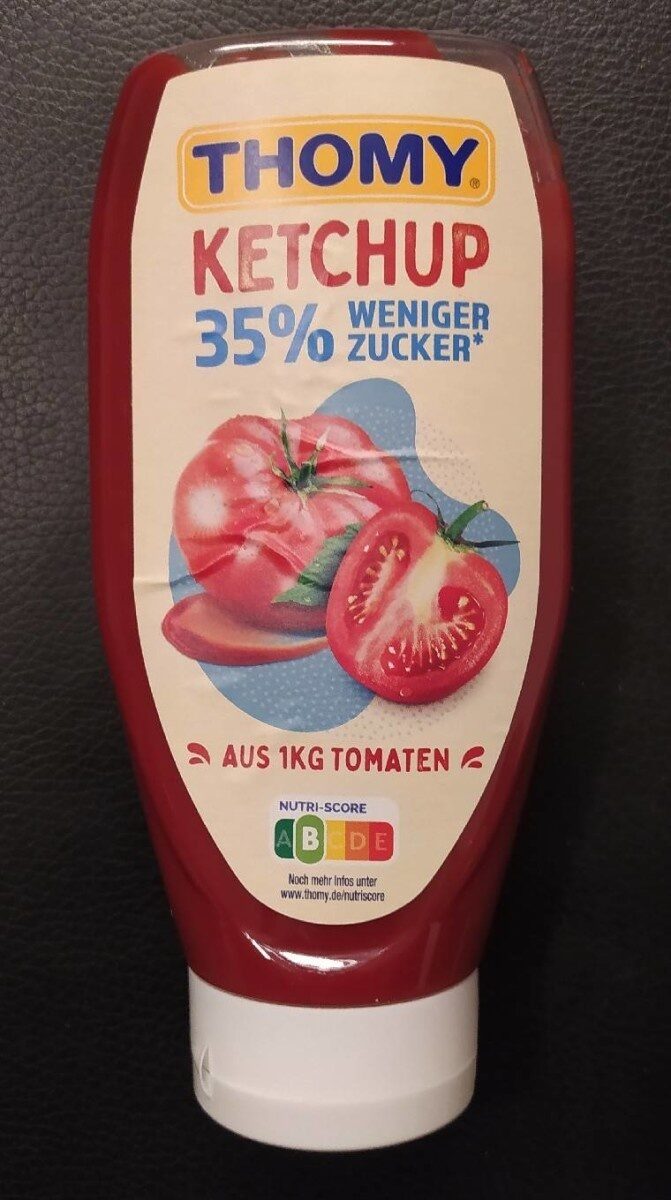 THOMY®
KETCHUP
35% WENIGER
ZUCKER*
AUS 1KG TOMATEN
NUTRI-SCORE
A B C D E
Noch mehr Infos unter
www.thomy.de/nutriscore